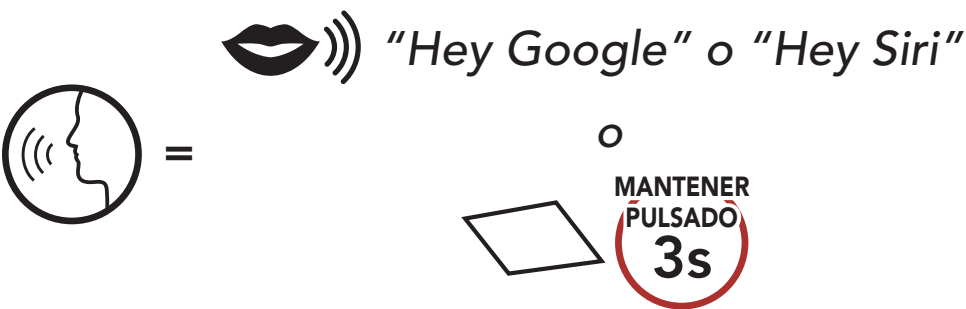 “Hey Google” o “Hey Siri”
=
o
MANTENER
PULSADO
3s